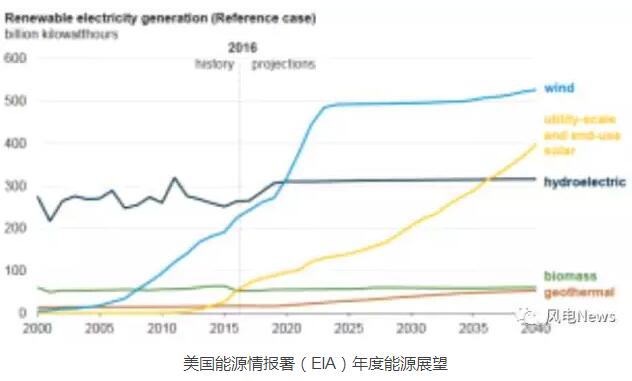 Renewable electricity generation (Reference case)
billion kilowatthours
2016
history projections
600
500
400
300
200
100
0
wind
utility-scale
and end-use
solar
hydroelectric
biomass
geothermal
2000 2005 2010 2015 2020 2025 2030 2035 2040
风电News
美国能源情报署（EIA）年度能源展望